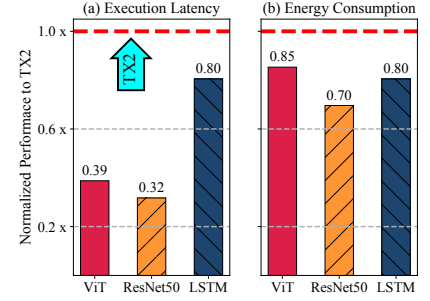 (a) Execution Latency
(b) Energy Consumption
Normalized Performace to TX2
1.0 x
0.6 x
0.2 x
TX2
0.39
0.32
0.80
0.85
0.70
0.80
ViT ResNet50 LSTM
ViT ResNet50 LSTM